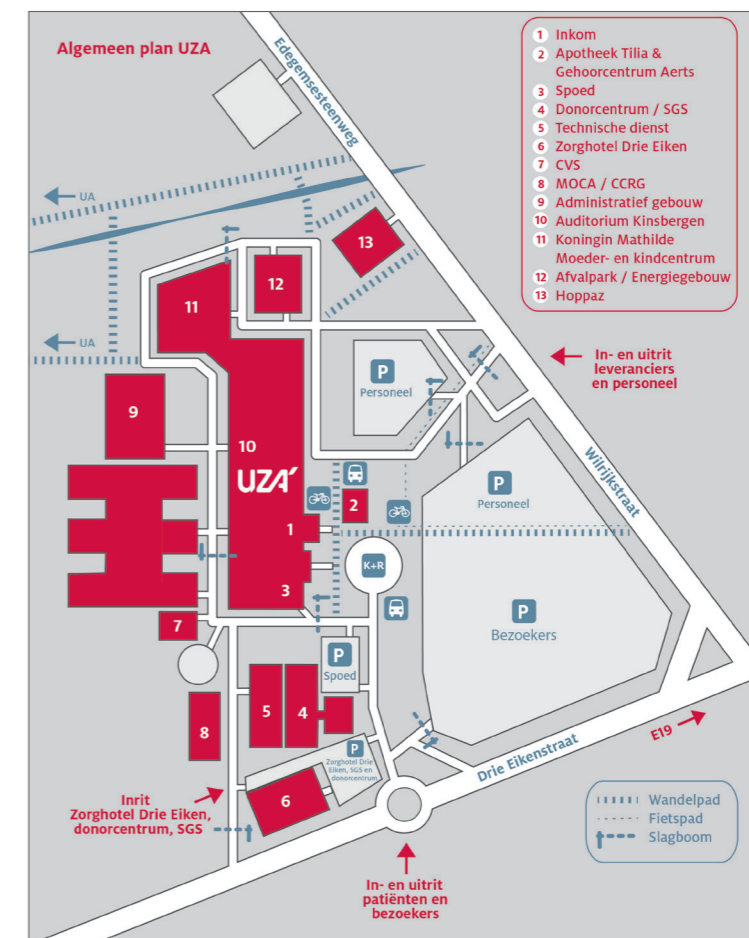 Algemeen plan UZA
Edegemsesteenweg
1 Inkom
2 Apotheek Tilia &
Gehoorcentrum Aerts
3 Spoed
4 Donorcentrum / SGS
5 Technische dienst
6 Zorghotel Drie Eiken
7 CVS
8 MOCA / CCRG
9 Administratief gebouw
10 Auditorium Kinsbergen
11 Koningin Mathilde
Moeder- en kindcentrum
12 Afvalpark / Energiegebouw
13 Hoppaz
UA
13
12
11
UA
In- en uitrit
leveranciers
en personeel
P
Personeel
9
10
UZA
Wilrijkstraat
P
Personeel
2
1
K+R
3
P
Bezoekers
7
P
Spoed
5
4
8
P
Zorghotel Drie
Eiken, SGS en
donorcentrum
E19
Drie Eikenstraat
6
Inrit
Zorghotel Drie Eiken,
donorcentrum, SGS
Wandelpad
Fietspad
Slagboom
In- en uitrit
patiënten en
bezoekers